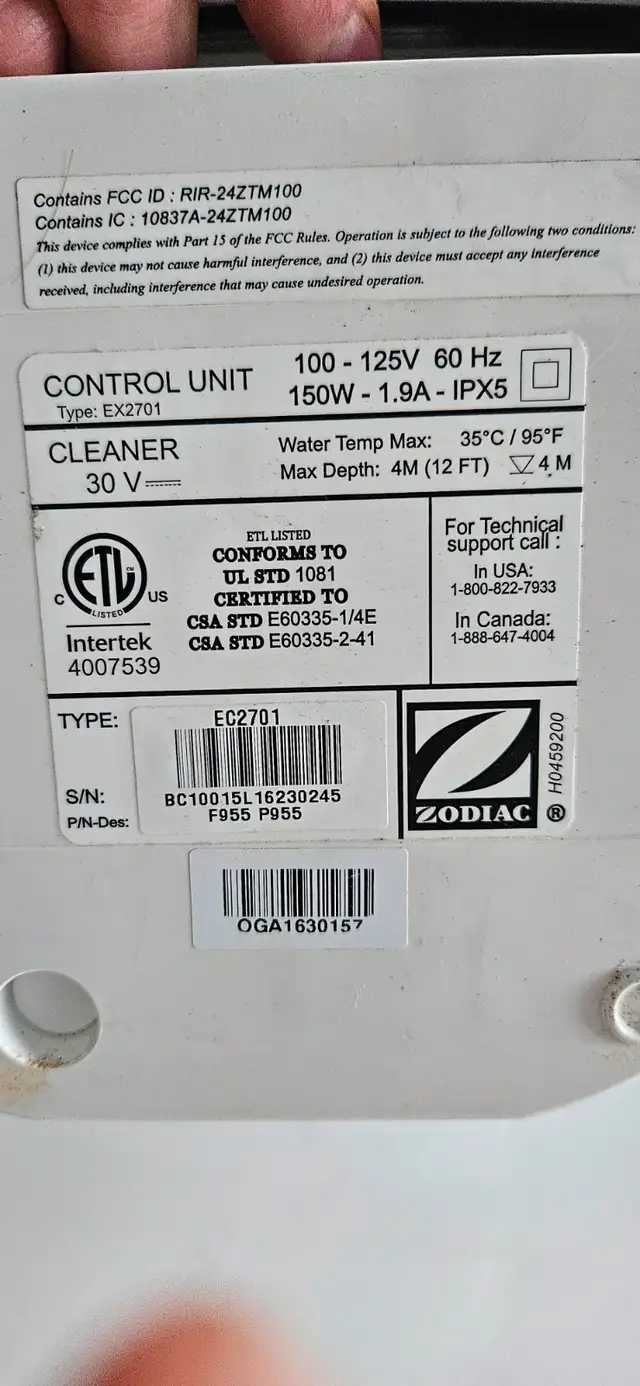 Contains FCC ID : RIR-24ZTM100
Contains IC : 10837A-24ZTM100
This device complies with Part 15 of the FCC Rules. Operation is subject to the following two conditions:
(1) this device may not cause harmful interference, and (2) this device must accept any interference
received, including interference that may cause undesired operation.
CONTROL UNIT
Type: EX2701
100 - 125V 60 Hz
150W - 1.9A - IPX5
CLEANER
30 V
Water Temp Max: 35°C / 95°F
Max Depth: 4M (12 FT) 4 M
C ETL CM US
LISTED
Intertek
4007539
ETL LISTED
CONFORMS TO
UL STD 1081
CERTIFIED TO
CSA STD E60335-1/4E
CSA STD E60335-2-41
For Technical
support call :
In USA:
1-800-822-7933
In Canada:
1-888-647-4004
TYPE: EC2701
S/N: BC10015L16230245
P/N-Des: F955 P955
ZODIAC ®
H0459200
OGA1630157